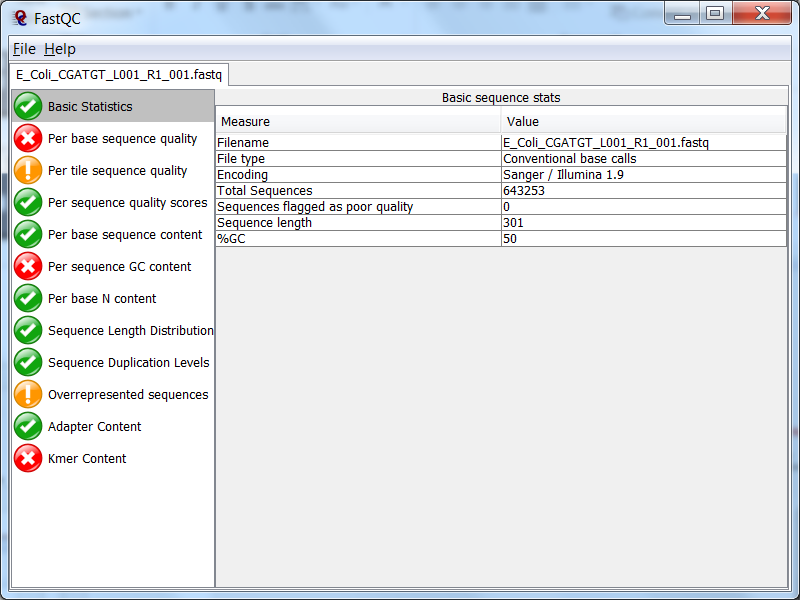 FastQC
File Help
E_Coli_CGATGT_L001_R1_001.fastq
Basic Statistics
Per base sequence quality
Per tile sequence quality
Per sequence quality scores
Per base sequence content
Per sequence GC content
Per base N content
Sequence Length Distribution
Sequence Duplication Levels
Overrepresented sequences
Adapter Content
Kmer Content
Basic sequence stats
Measure Value
Filename E_Coli_CGATGT_L001_R1_001.fastq
File type Conventional base calls
Encoding Sanger / Illumina 1.9
Total Sequences 643253
Sequences flagged as poor quality 0
Sequence length 301
%GC 50